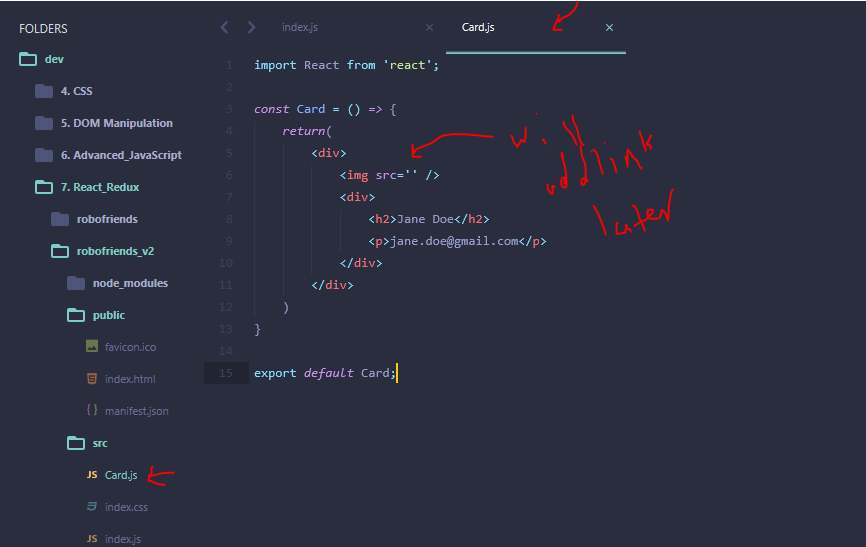 FOLDERS
dev
4. CSS
5. DOM Manipulation
6. Advanced_JavaScript
7. React_Redux
robofriends
robofriends_v2
node_modules
public
favicon.ico
index.html
{} manifest.json
src
JS Card.js
index.css
JS index.js
index.js ×
Card.js ×
1 import React from 'react';
2
3 const Card = () => {
4 return(
5 <div>
6 <img src='' />
7 <div>
8 <h2>Jane Doe</h2>
9 <p>jane.doe@gmail.com</p>
10 </div>
11 </div>
12 )
13 }
14
15 export default Card;
will
add link
later